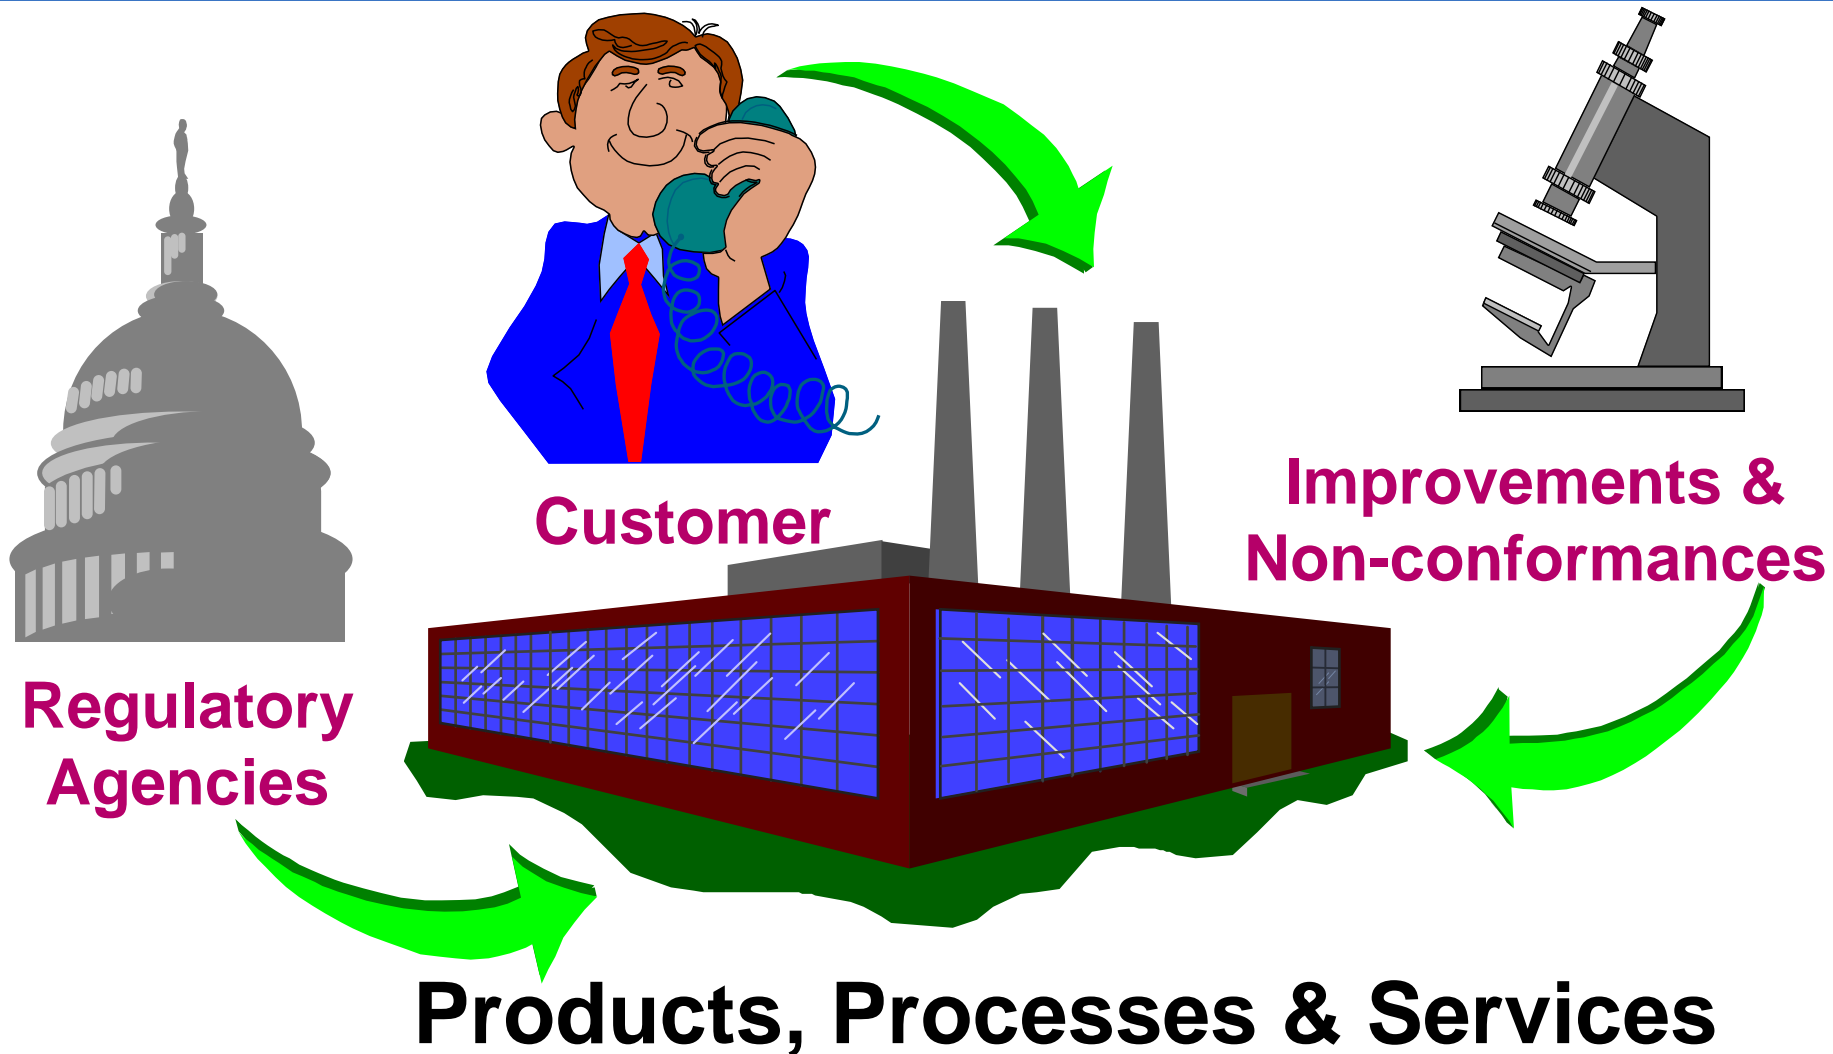 Customer
Improvements &
Non-conformances
Regulatory
Agencies
Products, Processes & Services